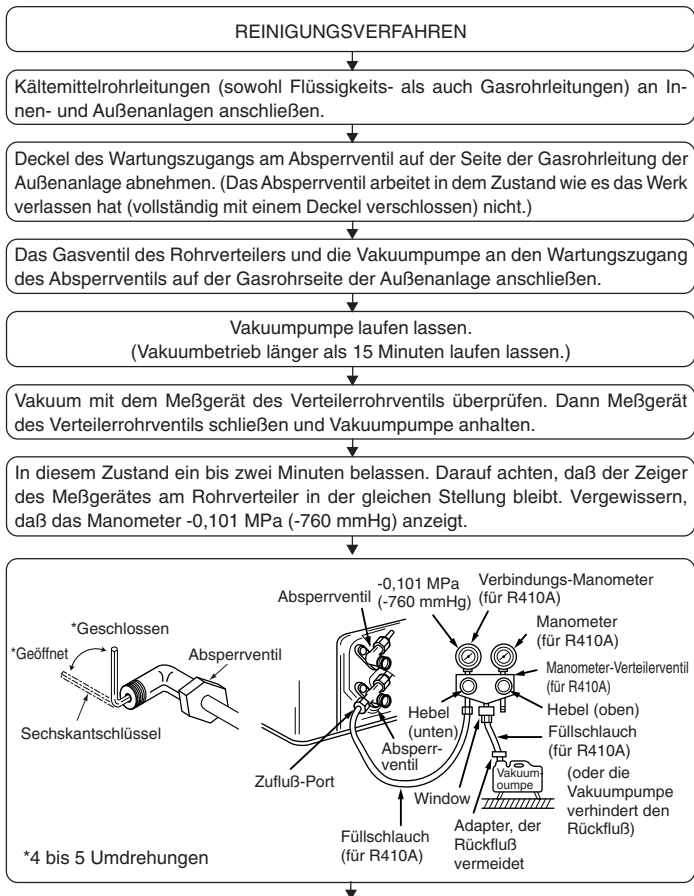 REINIGUNGSVERFAHREN
Kältemittelrohrleitungen (sowohl Flüssigkeits- als auch Gasrohrleitungen) an In-
nen- und Außenanlagen anschließen.
Deckel des Wartungszugangs am Absperrventil auf der Seite der Gasrohrleitung der
Außenanlage abnehmen. (Das Absperrventil arbeitet in dem Zustand wie es das Werk
verlassen hat (vollständig mit einem Deckel verschlossen) nicht.)
Das Gasventil des Rohrverteilers und die Vakuumpumpe an den Wartungszugang
des Absperrventils auf der Gasrohrseite der Außenanlage anschließen.
Vakuumpumpe laufen lassen.
(Vakuumbetrieb länger als 15 Minuten laufen lassen.)
Vakuum mit dem Meßgerät des Verteilerrohrventils überprüfen. Dann Meßgerät
des Verteilerrohrventils schließen und Vakuumpumpe anhalten.
In diesem Zustand ein bis zwei Minuten belassen. Darauf achten, daß der Zeiger
des Meßgerätes am Rohrverteiler in der gleichen Stellung bleibt. Vergewissern,
daß das Manometer -0,101 MPa (-760 mmHg) anzeigt.
*Geschlossen
*Geöffnet
Absperrventil
Sechskantschlüssel
*4 bis 5 Umdrehungen
Absperrventil
-0,101 MPa
(-760 mmHg)
Verbindungs-Manometer
(für R410A)
Manometer
(für R410A)
Manometer-Verteilerventil
(für R410A)
Hebel
(unten)
Hebel (oben)
Absperr-
ventil
Zufluß-Port
Füllschlauch
(für R410A)
Window
Füllschlauch
(für R410A)
Vakuum-
oumpe
(oder die
Vakuumpumpe
verhindert den
Rückfluß)
Adapter, der
Rückfluß
vermeidet